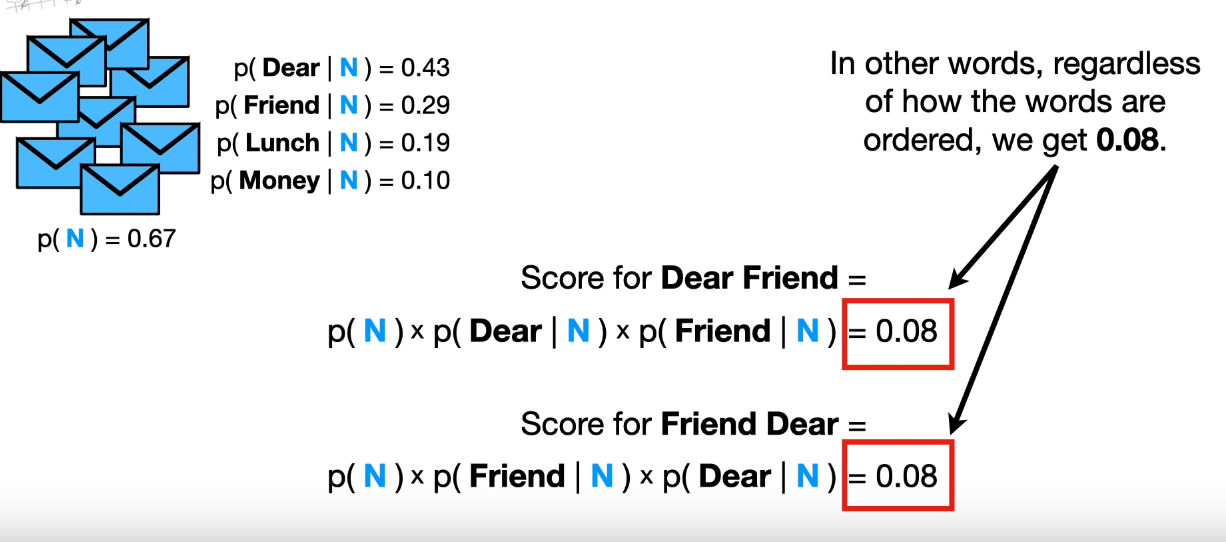 p( Dear | N ) = 0.43
p( Friend | N ) = 0.29
p( Lunch | N ) = 0.19
p( Money | N ) = 0.10
p( N ) = 0.67
In other words, regardless
of how the words are
ordered, we get 0.08.
Score for Dear Friend =
p( N ) × p( Dear | N ) × p( Friend | N ) = 0.08
Score for Friend Dear =
p( N ) × p( Friend | N ) × p( Dear | N ) = 0.08